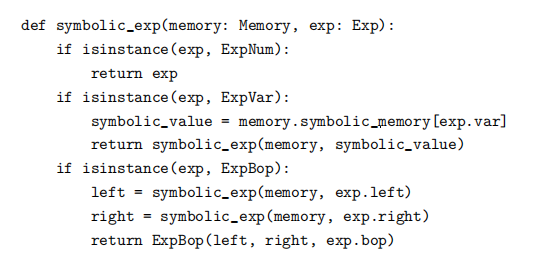 def symbolic_exp(memory: Memory, exp: Exp):
    if isinstance(exp, ExpNum):
        return exp
    if isinstance(exp, ExpVar):
        symbolic_value = memory.symbolic_memory[exp.var]
        return symbolic_exp(memory, symbolic_value)
    if isinstance(exp, ExpBop):
        left = symbolic_exp(memory, exp.left)
        right = symbolic_exp(memory, exp.right)
        return ExpBop(left, right, exp.bop)